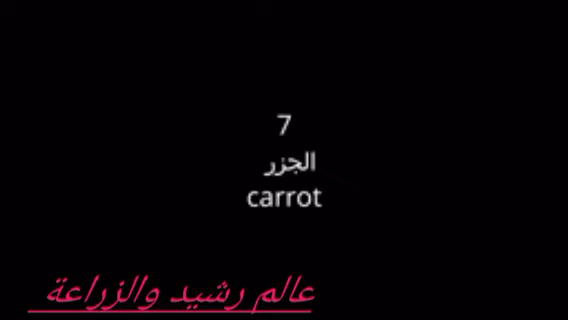 7
الجزر
carrot
عالم رشيد والزراعة